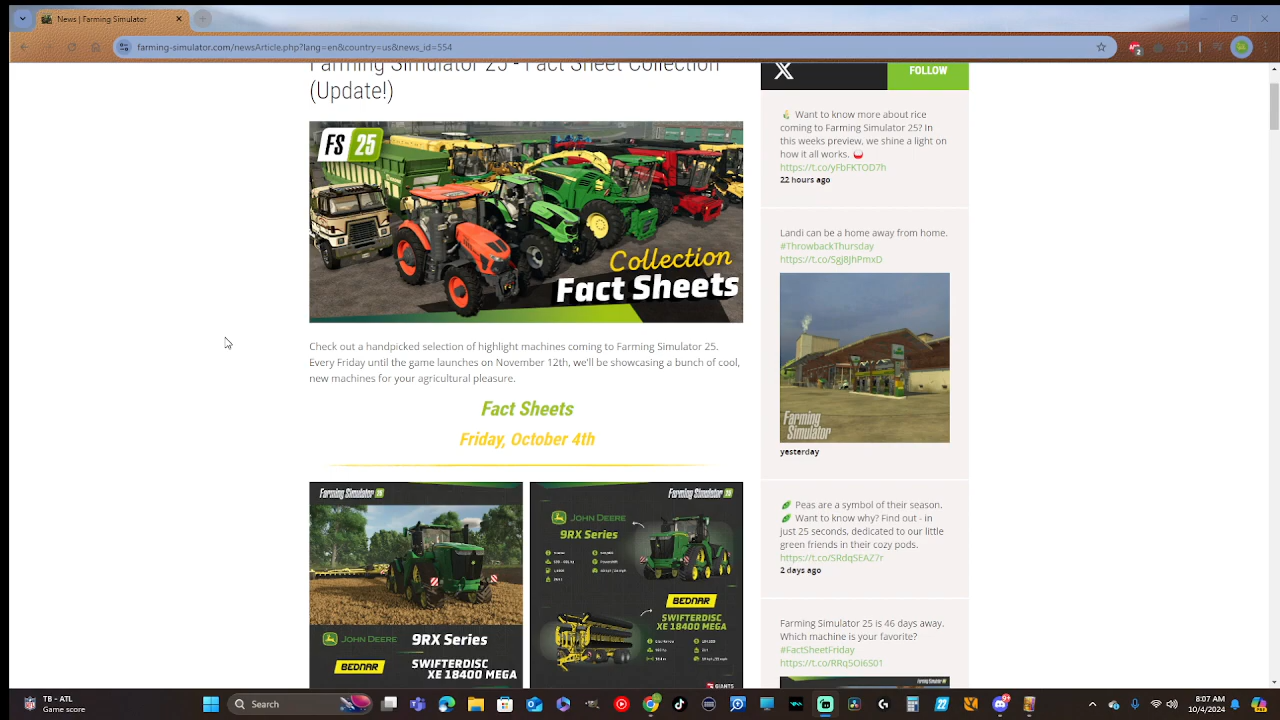 News | Farming Simulator
farming-simulator.com/newsArticle.php?lang=en&country=us&news_id=554
Farming Simulator 25 - Fact Sheet Collection
(Update!)
FS 25
Collection
Fact Sheets
Check out a handpicked selection of highlight machines coming to Farming Simulator 25.
Every Friday until the game launches on November 12th, we'll be showcasing a bunch of cool,
new machines for your agricultural pleasure.
Fact Sheets
Friday, October 4th
Farming Simulator
JOHN DEERE
9RX Series
BEDNAR
SWIFTERDISC
XE 18400 MEGA
Farming Simulator
JOHN DEERE
9RX Series
BEDNAR
SWIFTERDISC
XE 18400 MEGA
GIANTS
X
FOLLOW
Want to know more about rice
coming to Farming Simulator 25? In
this weeks preview, we shine a light on
how it all works.
https://t.co/yFbFKTOD7h
22 hours ago
Landi can be a home away from home.
#ThrowbackThursday
https://t.co/Sgj8JhPmxD
Farming
Simulator
yesterday
Peas are a symbol of their season.
Want to know why? Find out - in
just 25 seconds, dedicated to our little
green friends in their cozy pods.
https://t.co/SRdqSEAZ7r
2 days ago
Farming Simulator 25 is 46 days away.
Which machine is your favorite?
#FactSheetFriday
https://t.co/RRq5Oi6S01
TB - ATL
Game score
Search
8:07 AM
10/4/2024